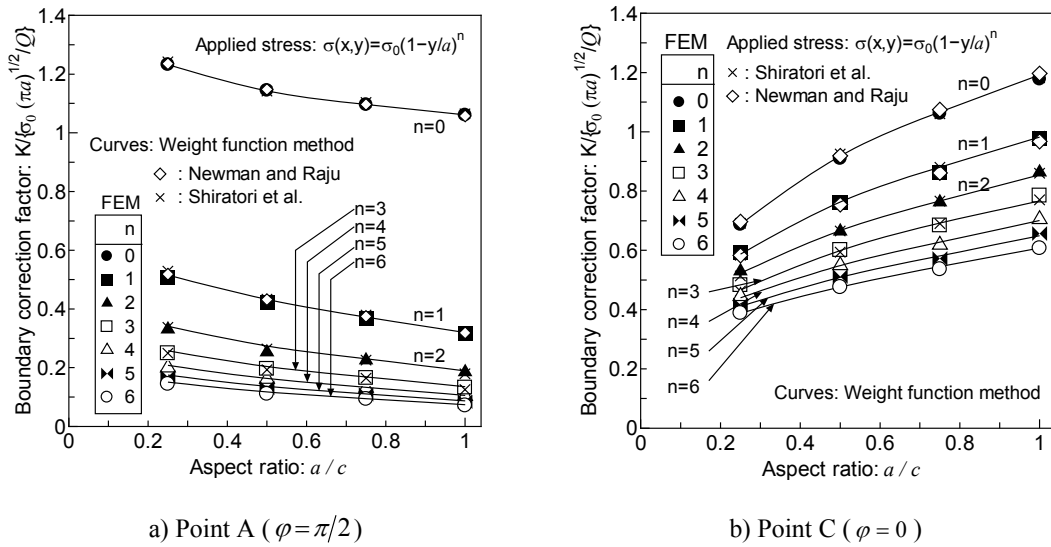 Boundary correction factor: K/{σ₀ (πa)^1/2/Q}
1.4
1.2
1
0.8
0.6
0.4
0.2
0
Applied stress: σ(x,y)=σ₀(1−y/a)^n
n=0
Curves: Weight function method
◇ : Newman and Raju
× : Shiratori et al.
FEM
n
0
1
2
3
4
5
6
n=3
n=4
n=5
n=6
n=1
n=2
0 0.2 0.4 0.6 0.8 1
Aspect ratio: a / c
a) Point A ( φ = π/2 )
Boundary correction factor: K/{σ₀ (πa)^1/2/Q}
1.4
1.2
1
0.8
0.6
0.4
0.2
0
FEM
n
0
1
2
3
4
5
6
Applied stress: σ(x,y)=σ₀(1−y/a)^n
× : Shiratori et al.
◇ : Newman and Raju
n=0
n=1
n=2
n=3
n=4
n=5
n=6
Curves: Weight function method
0 0.2 0.4 0.6 0.8 1
Aspect ratio: a / c
b) Point C ( φ = 0 )